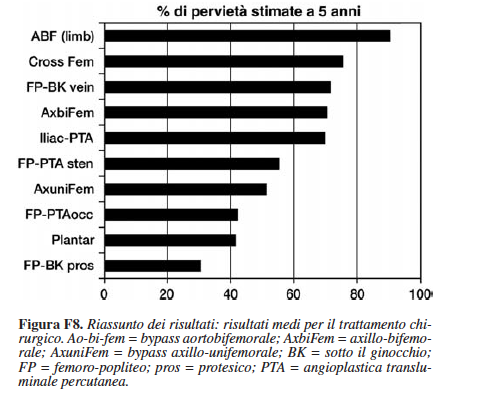 % di pervietà stimate a 5 anni
ABF (limb)
Cross Fem
FP-BK vein
AxbiFem
Iliac-PTA
FP-PTA sten
AxuniFem
FP-PTAocc
Plantar
FP-BK pros
0 20 40 60 80 100
Figura F8. Riassunto dei risultati: risultati medi per il trattamento chi-
rurgico. Ao-bi-fem = bypass aortobifemorale; AxbiFem = axillo-bifemo-
rale; AxuniFem = bypass axillo-unifemorale; BK = sotto il ginocchio;
FP = femoro-popliteo; pros = protesico; PTA = angioplastica translu-
minale percutanea.